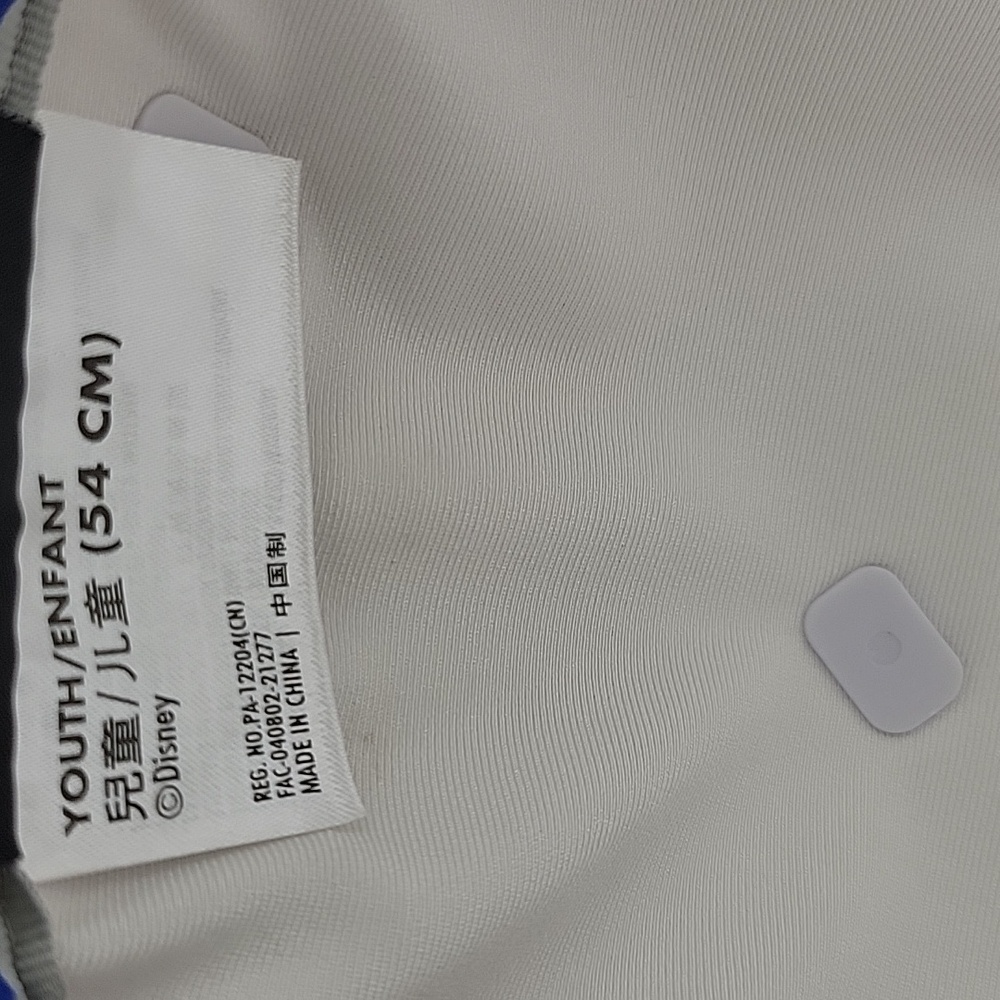 YOUTH/ENFANT
兒童/儿童 (54 CM)
©Disney
REG. NO.PA-12204(CN)
FAC-040802-21277
MADE IN CHINA | 中国制